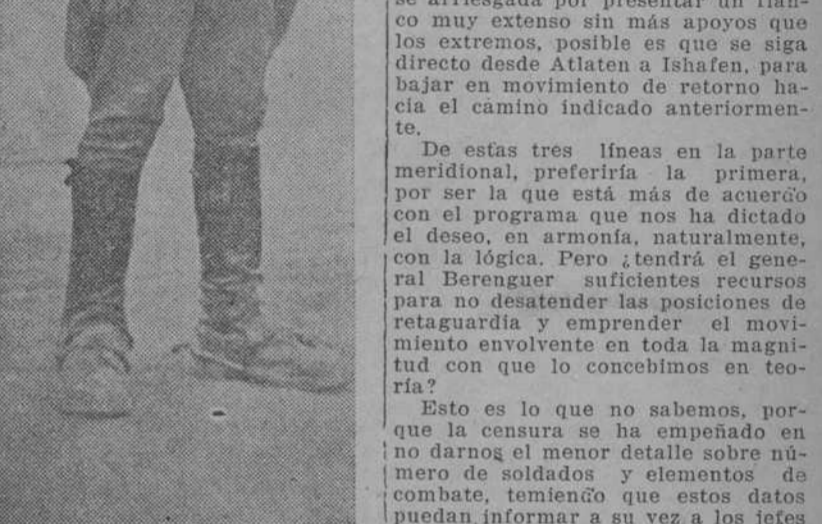 se arriesgada por presentar un flan-
co muy extenso sin más apoyos que
los extremos, posible es que se siga
directo desde Atlaten a Ishafen, para
bajar en movimiento de retorno ha-
cia el camino indicado anteriormen-
te.
De estas tres líneas en la parte
meridional, preferiría la primera,
por ser la que está más de acuerdo
con el programa que nos ha dictado
el deseo, en armonía, naturalmente,
con la lógica. Pero ¿tendrá el gene-
ral Berenguer suficientes recursos
para no desatender las posiciones de
retaguardia y emprender el movi-
miento envolvente en toda la magni-
tud con que lo concebimos en teo-
ría?
Esto es lo que no sabemos, por-
que la censura se ha empeñado en
no darnos el menor detalle sobre nú-
mero de soldados y elementos de
combate, temiendo que estos datos
puedan informar a su vez a los jefes